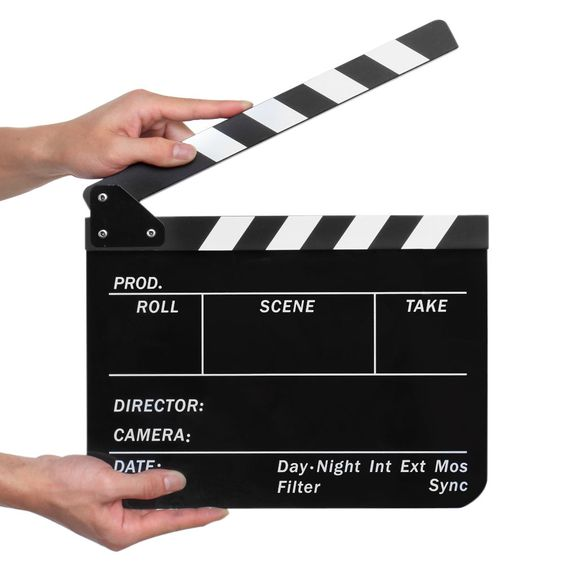 PROD.
ROLL SCENE TAKE
DIRECTOR:
CAMERA:
DATE: Day·Night Int Ext Mos
Filter Sync